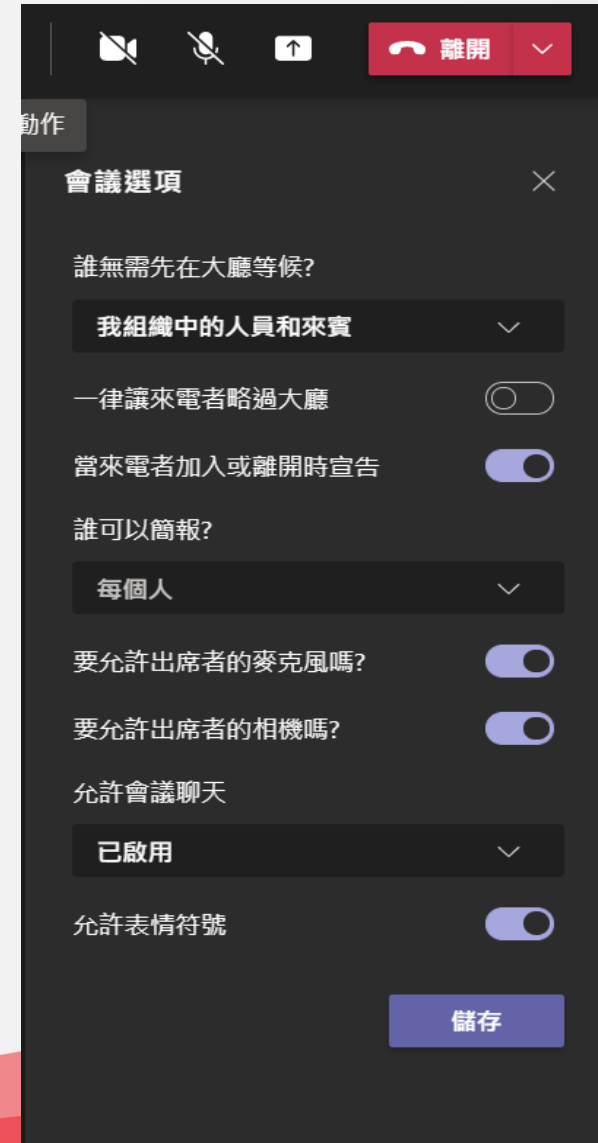 離開
動作
會議選項
誰無需先在大廳等候?
我組織中的人員和來賓
一律讓來電者略過大廳
當來電者加入或離開時宣告
誰可以簡報?
每個人
要允許出席者的麥克風嗎?
要允許出席者的相機嗎?
允許會議聊天
已啟用
允許表情符號
儲存